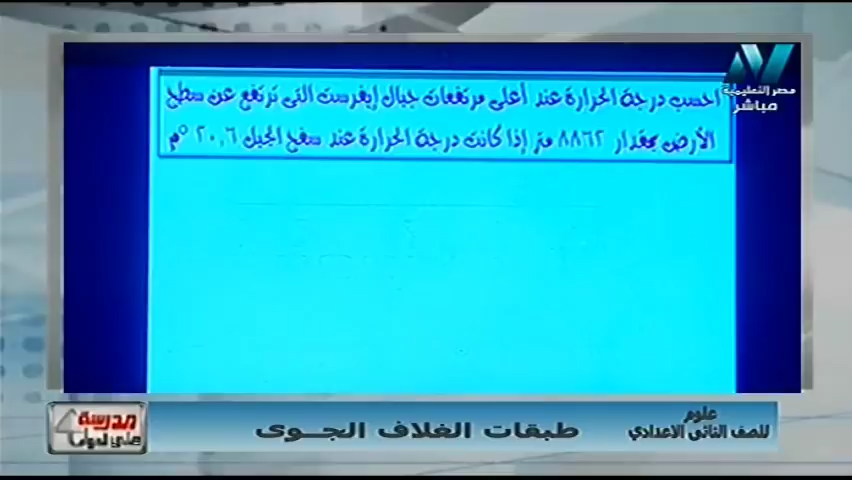 مصر التعليمية
مباشر
احسب درجة الحرارة عند أعلى مرتفعات جبال إيفرست التى ترتفع عن سطح
الأرض بمقدار ٨٨٦٢ متر إذا كانت درجة الحرارة عند سفح الجبل ٢٠,٦ °م
علوم
للصف الثانى الاعدادي
طبقات الغلاف الجـوى
مدرسة
على الهواء